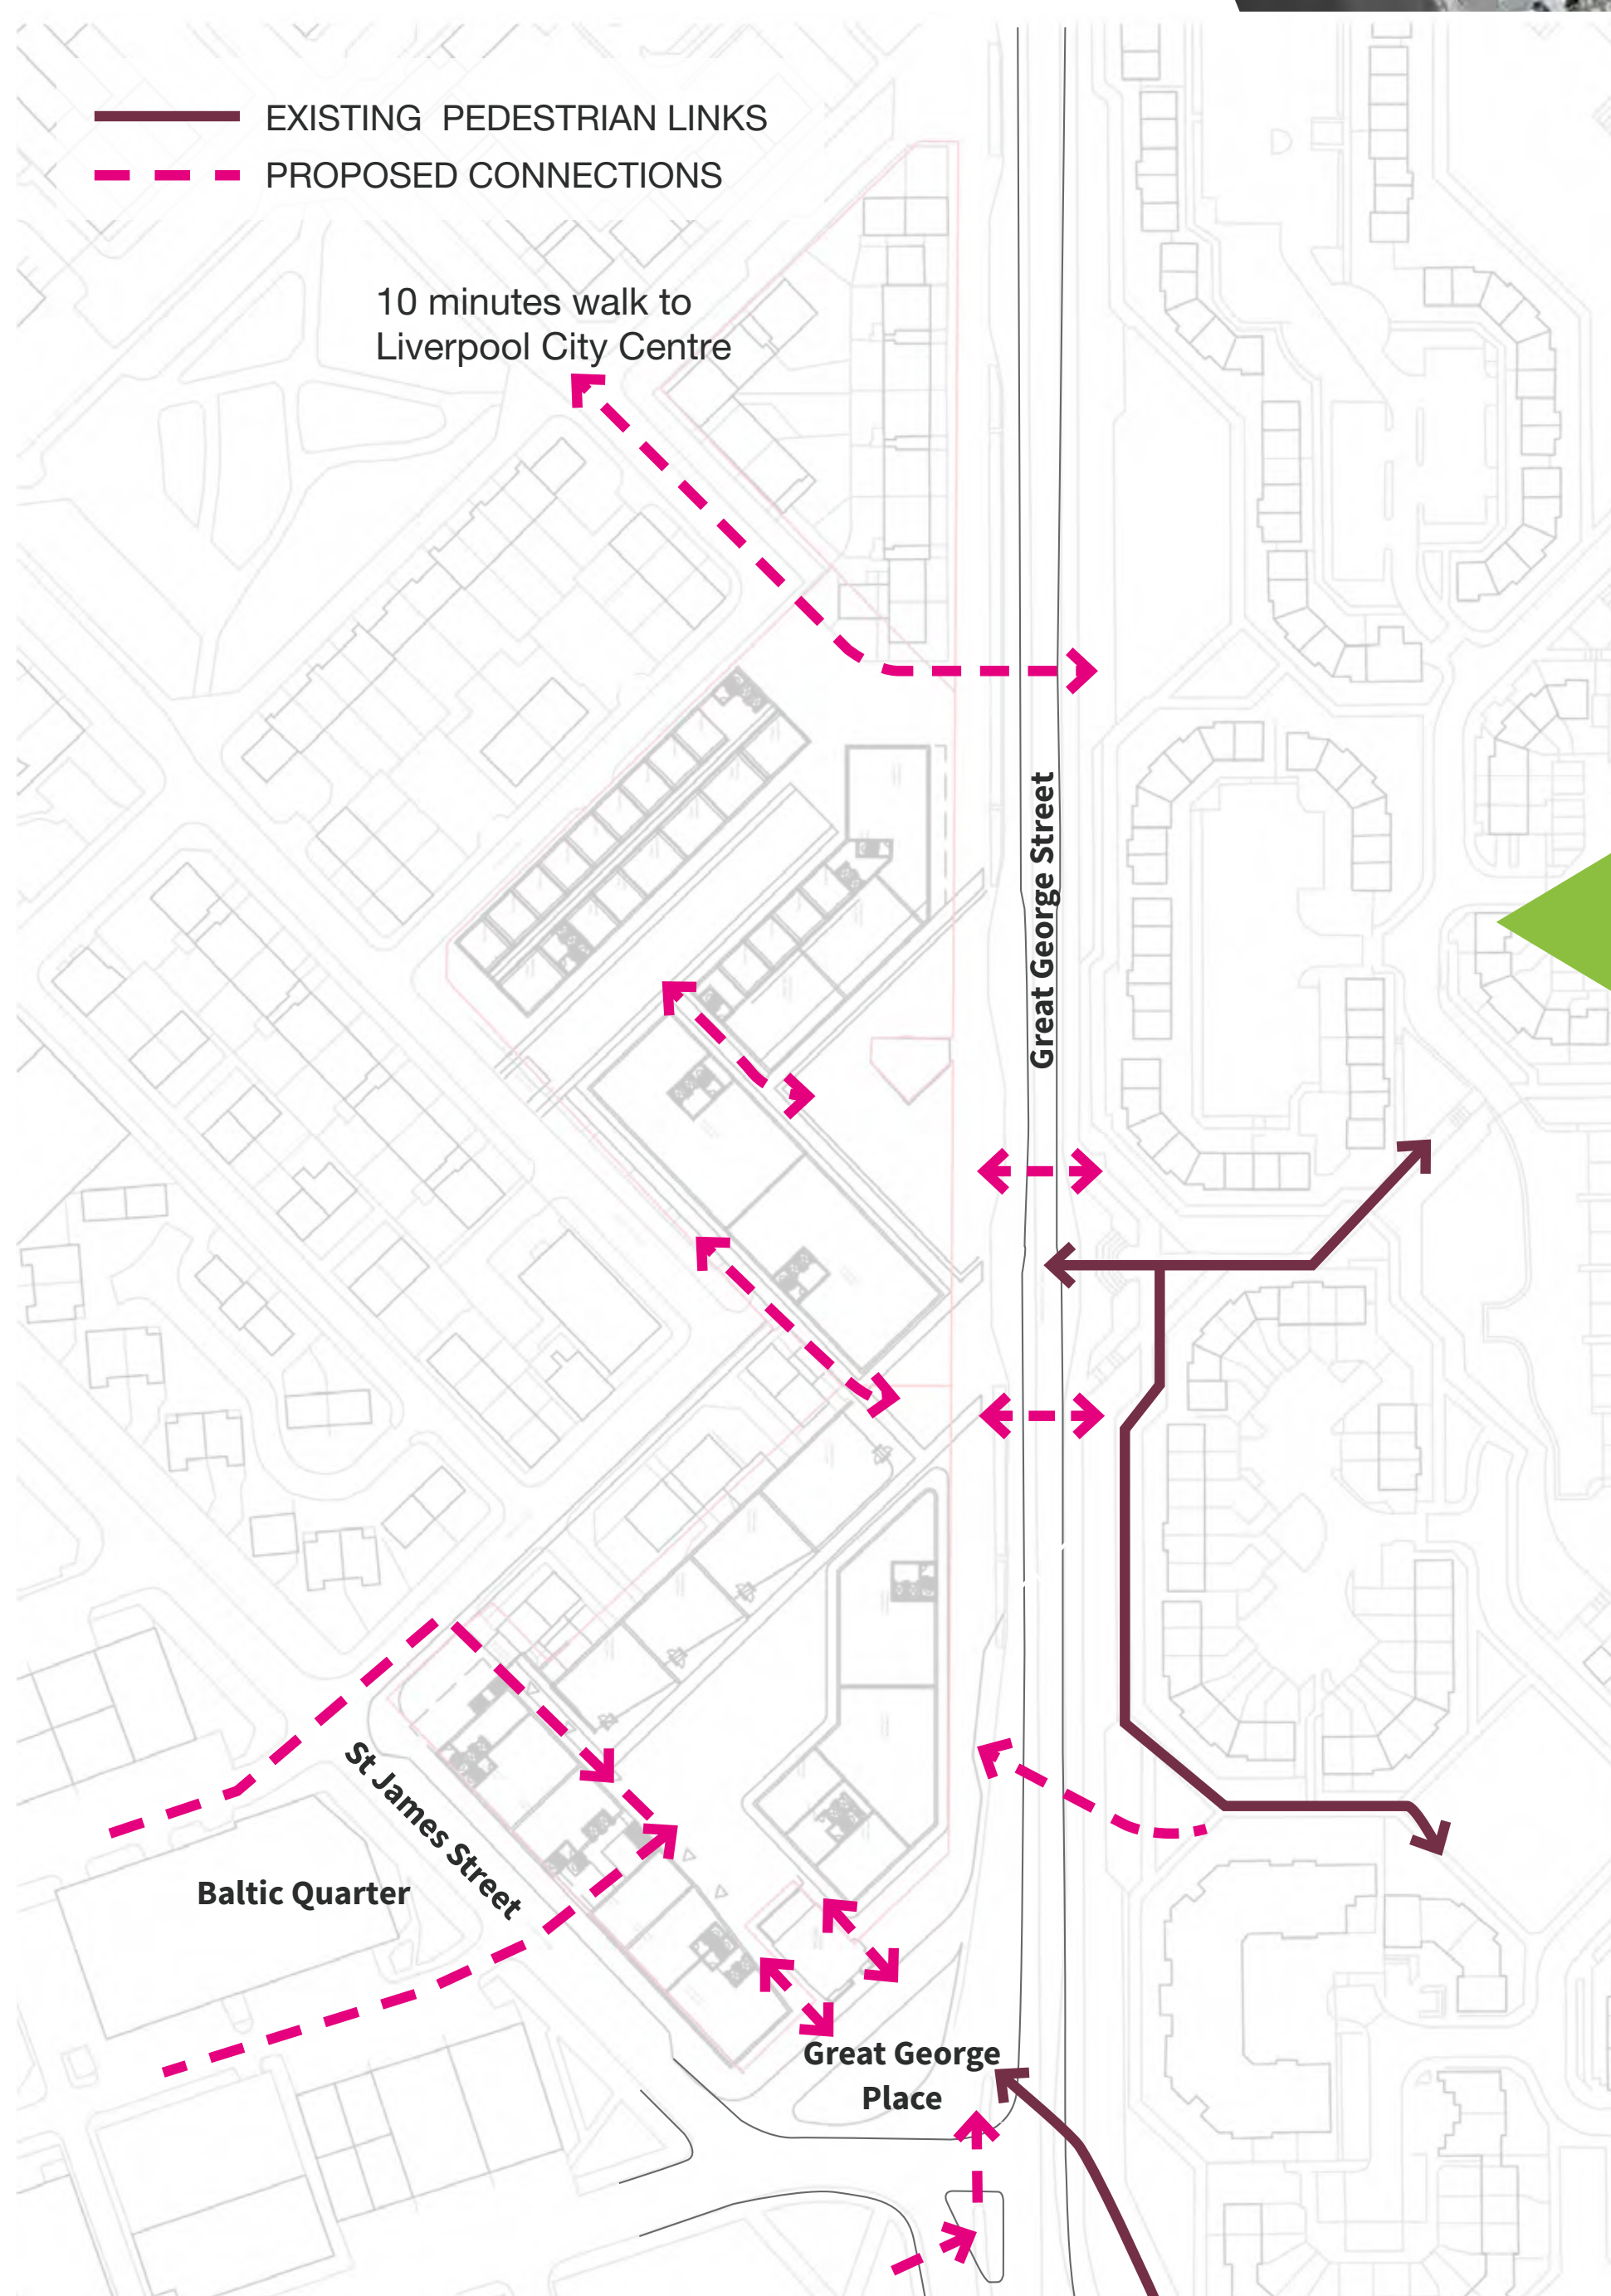 EXISTING PEDESTRIAN LINKS
PROPOSED CONNECTIONS
10 minutes walk to
Liverpool City Centre
Great George Street
St James Street
Baltic Quarter
Great George
Place